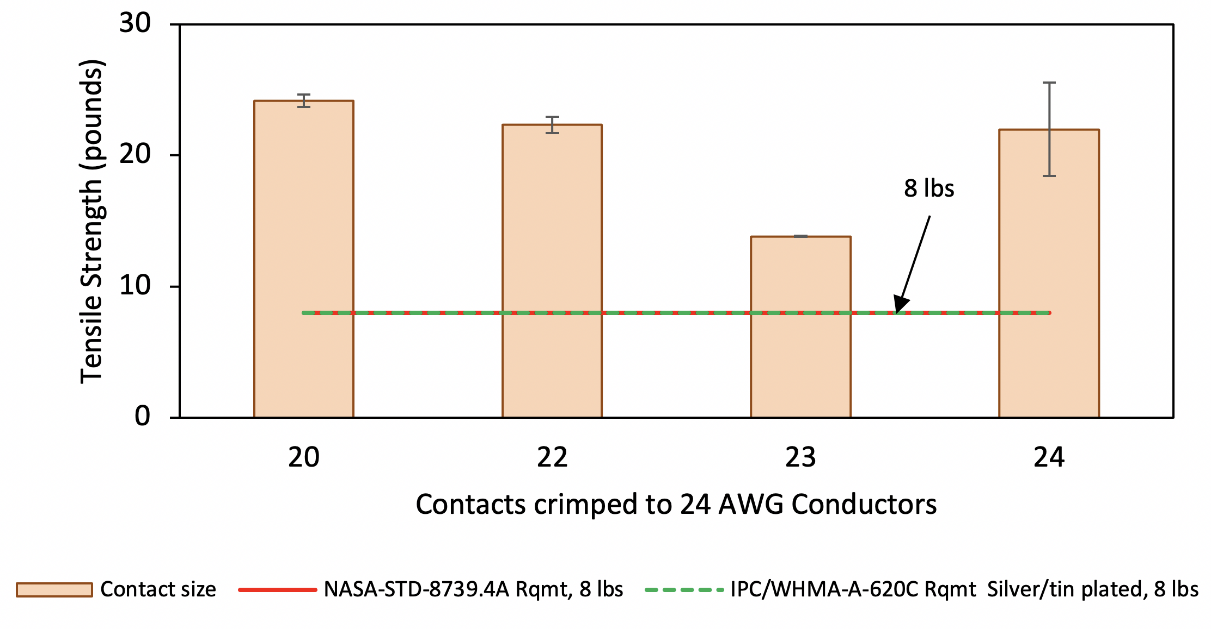 30
20
10
0
Tensile Strength (pounds)
8 lbs
20 22 23 24
Contacts crimped to 24 AWG Conductors
Contact size NASA-STD-8739.4A Rqmt, 8 lbs IPC/WHMA-A-620C Rqmt Silver/tin plated, 8 lbs